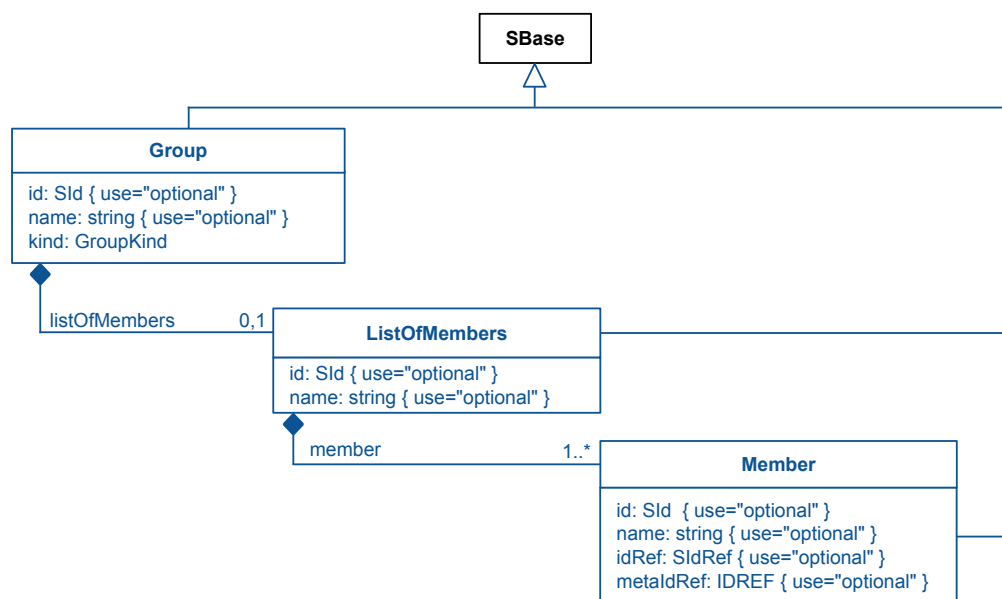 SBase
Group
id: SId { use="optional" }
name: string { use="optional" }
kind: GroupKind
listOfMembers 0,1
ListOfMembers
id: SId { use="optional" }
name: string { use="optional" }
member 1..*
Member
id: SId { use="optional" }
name: string { use="optional" }
idRef: SIdRef { use="optional" }
metaIdRef: IDREF { use="optional" }